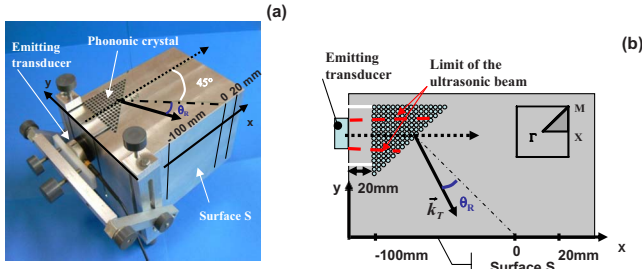 (a)
Phononic crystal
Emitting
transducer
y
45°
0 20 mm
θR
-100 mm
x
Surface S
(b)
Emitting
transducer
Limit of the
ultrasonic beam
M
Γ
X
20mm
y
θR
k⃗T
x
-100mm
0
20mm
Surface S